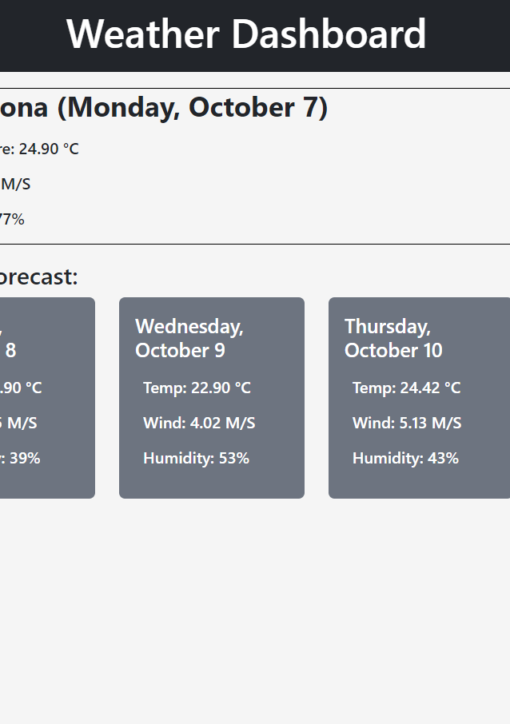 Weather Dashboard
ona (Monday, October 7)
re: 24.90 °C
M/S
77%
orecast:
,
8
.90 °C
M/S
: 39%
Wednesday,
October 9
Temp: 22.90 °C
Wind: 4.02 M/S
Humidity: 53%
Thursday,
October 10
Temp: 24.42 °C
Wind: 5.13 M/S
Humidity: 43%